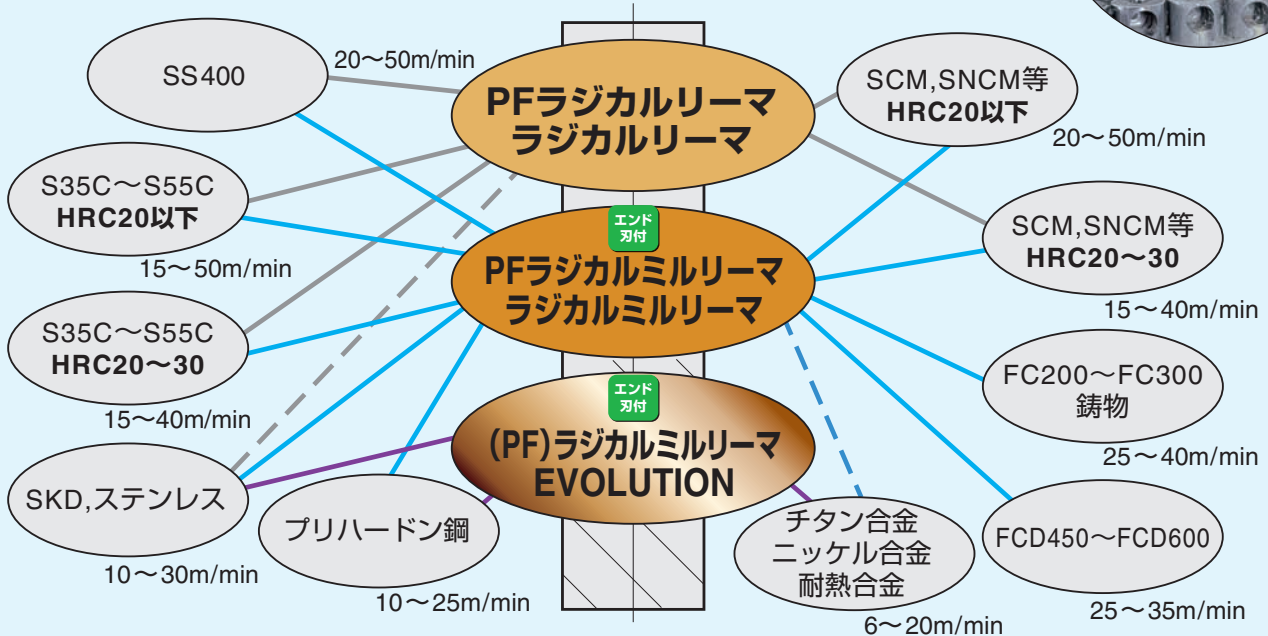 SS400
20〜50m/min
S35C〜S55C
HRC20以下
15〜50m/min
S35C〜S55C
HRC20〜30
15〜40m/min
SKD,ステンレス
10〜30m/min
プリハードン鋼
10〜25m/min
PFラジカルリーマ
ラジカルリーマ
エンド
刃付
PFラジカルミルリーマ
ラジカルミルリーマ
エンド
刃付
(PF)ラジカルミルリーマ
EVOLUTION
SCM,SNCM等
HRC20以下
20〜50m/min
SCM,SNCM等
HRC20〜30
15〜40m/min
FC200〜FC300
鋳物
25〜40m/min
FCD450〜FCD600
25〜35m/min
チタン合金
ニッケル合金
耐熱合金
6〜20m/min